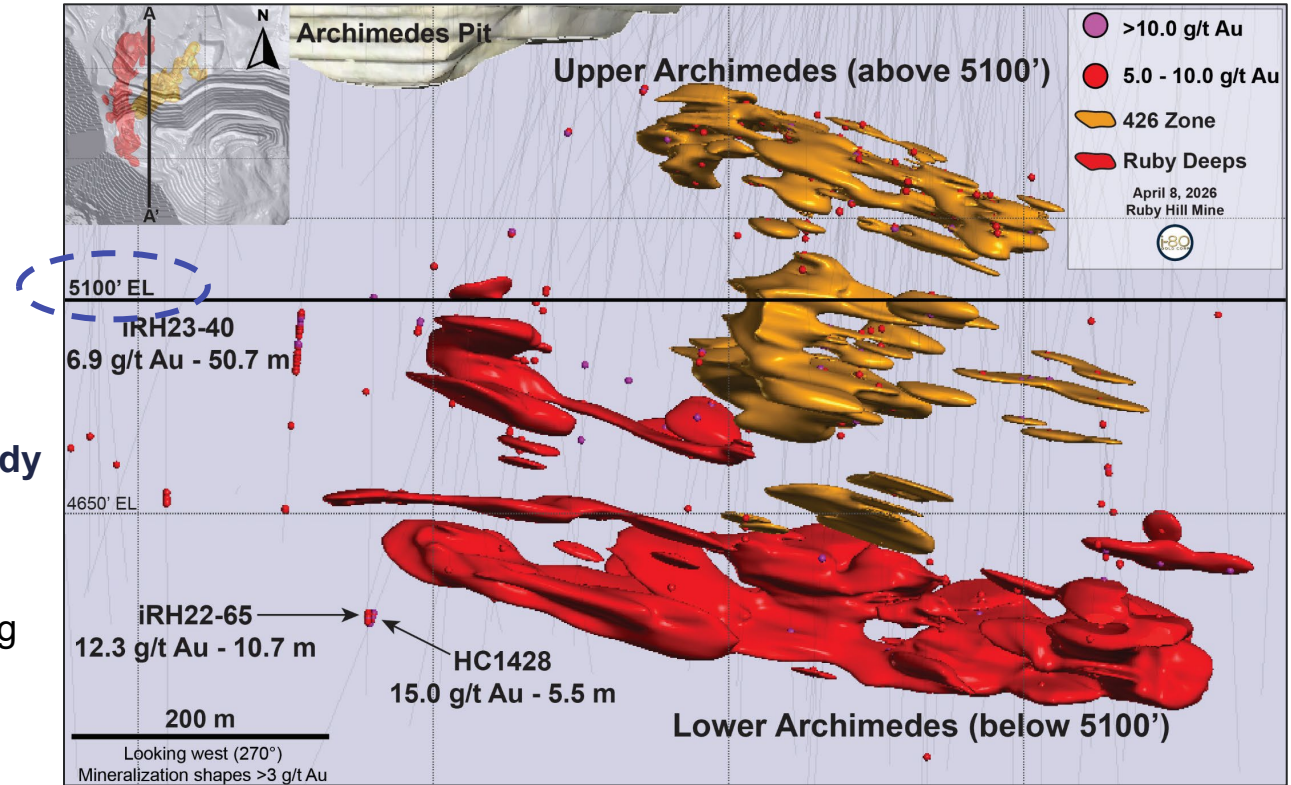 A
N
A'
Archimedes Pit
Upper Archimedes (above 5100')
>10.0 g/t Au
5.0 - 10.0 g/t Au
426 Zone
Ruby Deeps
April 8, 2026
Ruby Hill Mine
i-80
GOLD CORP
5100' EL
iRH23-40
6.9 g/t Au - 50.7 m
dy
4650' EL
g
iRH22-65
12.3 g/t Au - 10.7 m
HC1428
15.0 g/t Au - 5.5 m
Lower Archimedes (below 5100')
200 m
Looking west (270°)
Mineralization shapes >3 g/t Au